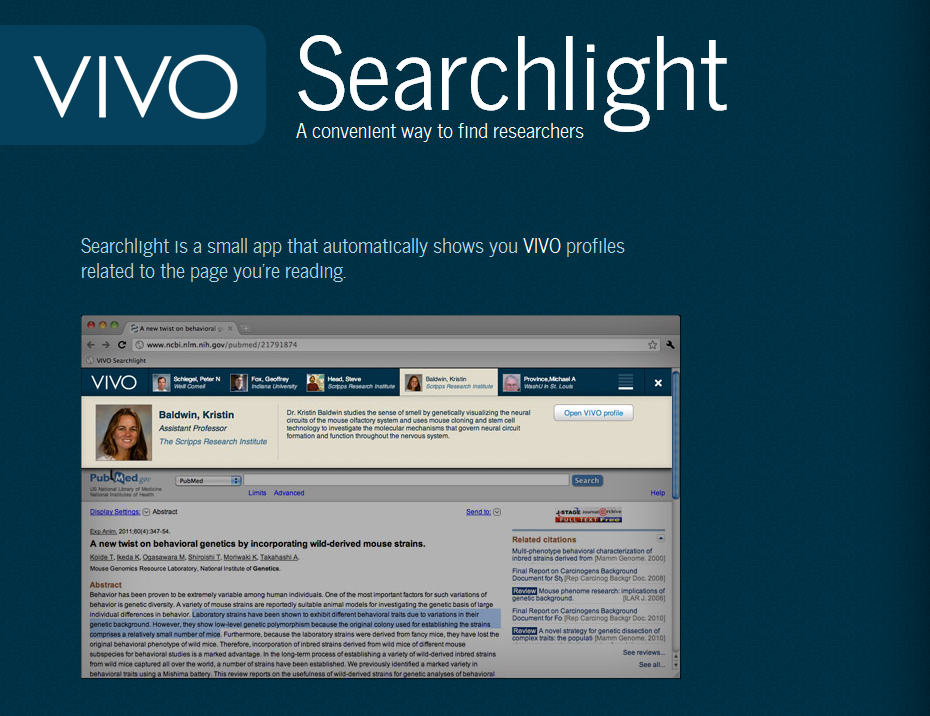 VIVO
Searchlight
A convenient way to find researchers
Searchlight is a small app that automatically shows you VIVO profiles
related to the page you're reading.
A new twist on behavioral ge
www.ncbi.nlm.nih.gov/pubmed/21791874
VIVO Searchlight
VIVO
Schlegel, Peter N
Weill Cornell
Fox, Geoffrey
Indiana University
Head, Steve
Scripps Research Institute
Baldwin, Kristin
Scripps Research Institute
Province,Michael A
WashU in St. Louis
Baldwin, Kristin
Assistant Professor
The Scripps Research Institute
Dr. Kristin Baldwin studies the sense of smell by genetically visualizing the neural
circuits of the mouse olfactory system and uses mouse cloning and stem cell
technology to investigate the molecular mechanisms that govern neural circuit
formation and function throughout the nervous system.
Open VIVO profile
PubMed.gov
US National Library of Medicine
National Institutes of Health
PubMed
Search
Limits Advanced
Help
Display Settings: Abstract
Send to:
Exp Anim. 2011;60(4):347-54.
A new twist on behavioral genetics by incorporating wild-derived mouse strains.
Koide T, Ikeda K, Ogasawara M, Shiroishi T, Moriwaki K, Takahashi A.
Mouse Genomics Resource Laboratory, National Institute of Genetics.
Abstract
Behavior has been proven to be extremely variable among human individuals. One of the most important factors for such variations of
behavior is genetic diversity. A variety of mouse strains are reportedly suitable animal models for investigating the genetic basis of large
individual differences in behavior. Laboratory strains have been shown to exhibit different behavioral traits due to variations in their
genetic background. However, they show low-level genetic polymorphism because the original colony used for establishing the strains
comprises a relatively small number of mice. Furthermore, because the laboratory strains were derived from fancy mice, they have lost the
original phenotype of wild mice. Therefore, incorporation of inbred strains derived from wild mice of different mouse
subspecies for behavioral studies is a marked advantage. In the long-term process of establishing a variety of wild-derived inbred strains
from wild mice captured all over the world, a number of strains have been established. We previously identified a marked variety in
behavioral traits using a Mishima battery. This review reports on the usefulness of wild-derived strains for genetic analyses of behavioral
J-STAGE Journal@rchive
FULL TEXT Free
Related citations
Multi-phenotype behavioral characterization of
inbred strains derived from [Mamm Genome. 2000]
Final Report on Carcinogens Background
Document for St [Rep Carcinog Backgr Doc. 2008]
Review Mouse phenome research: implications of
genetic background. [ILAR J. 2006]
Final Report on Carcinogens Background
Document for Fo [Rep Carcinog Backgr Doc. 2010]
Review A novel strategy for genetic dissection of
complex traits: the populati [Mamm Genome. 2010]
See reviews...
See all...